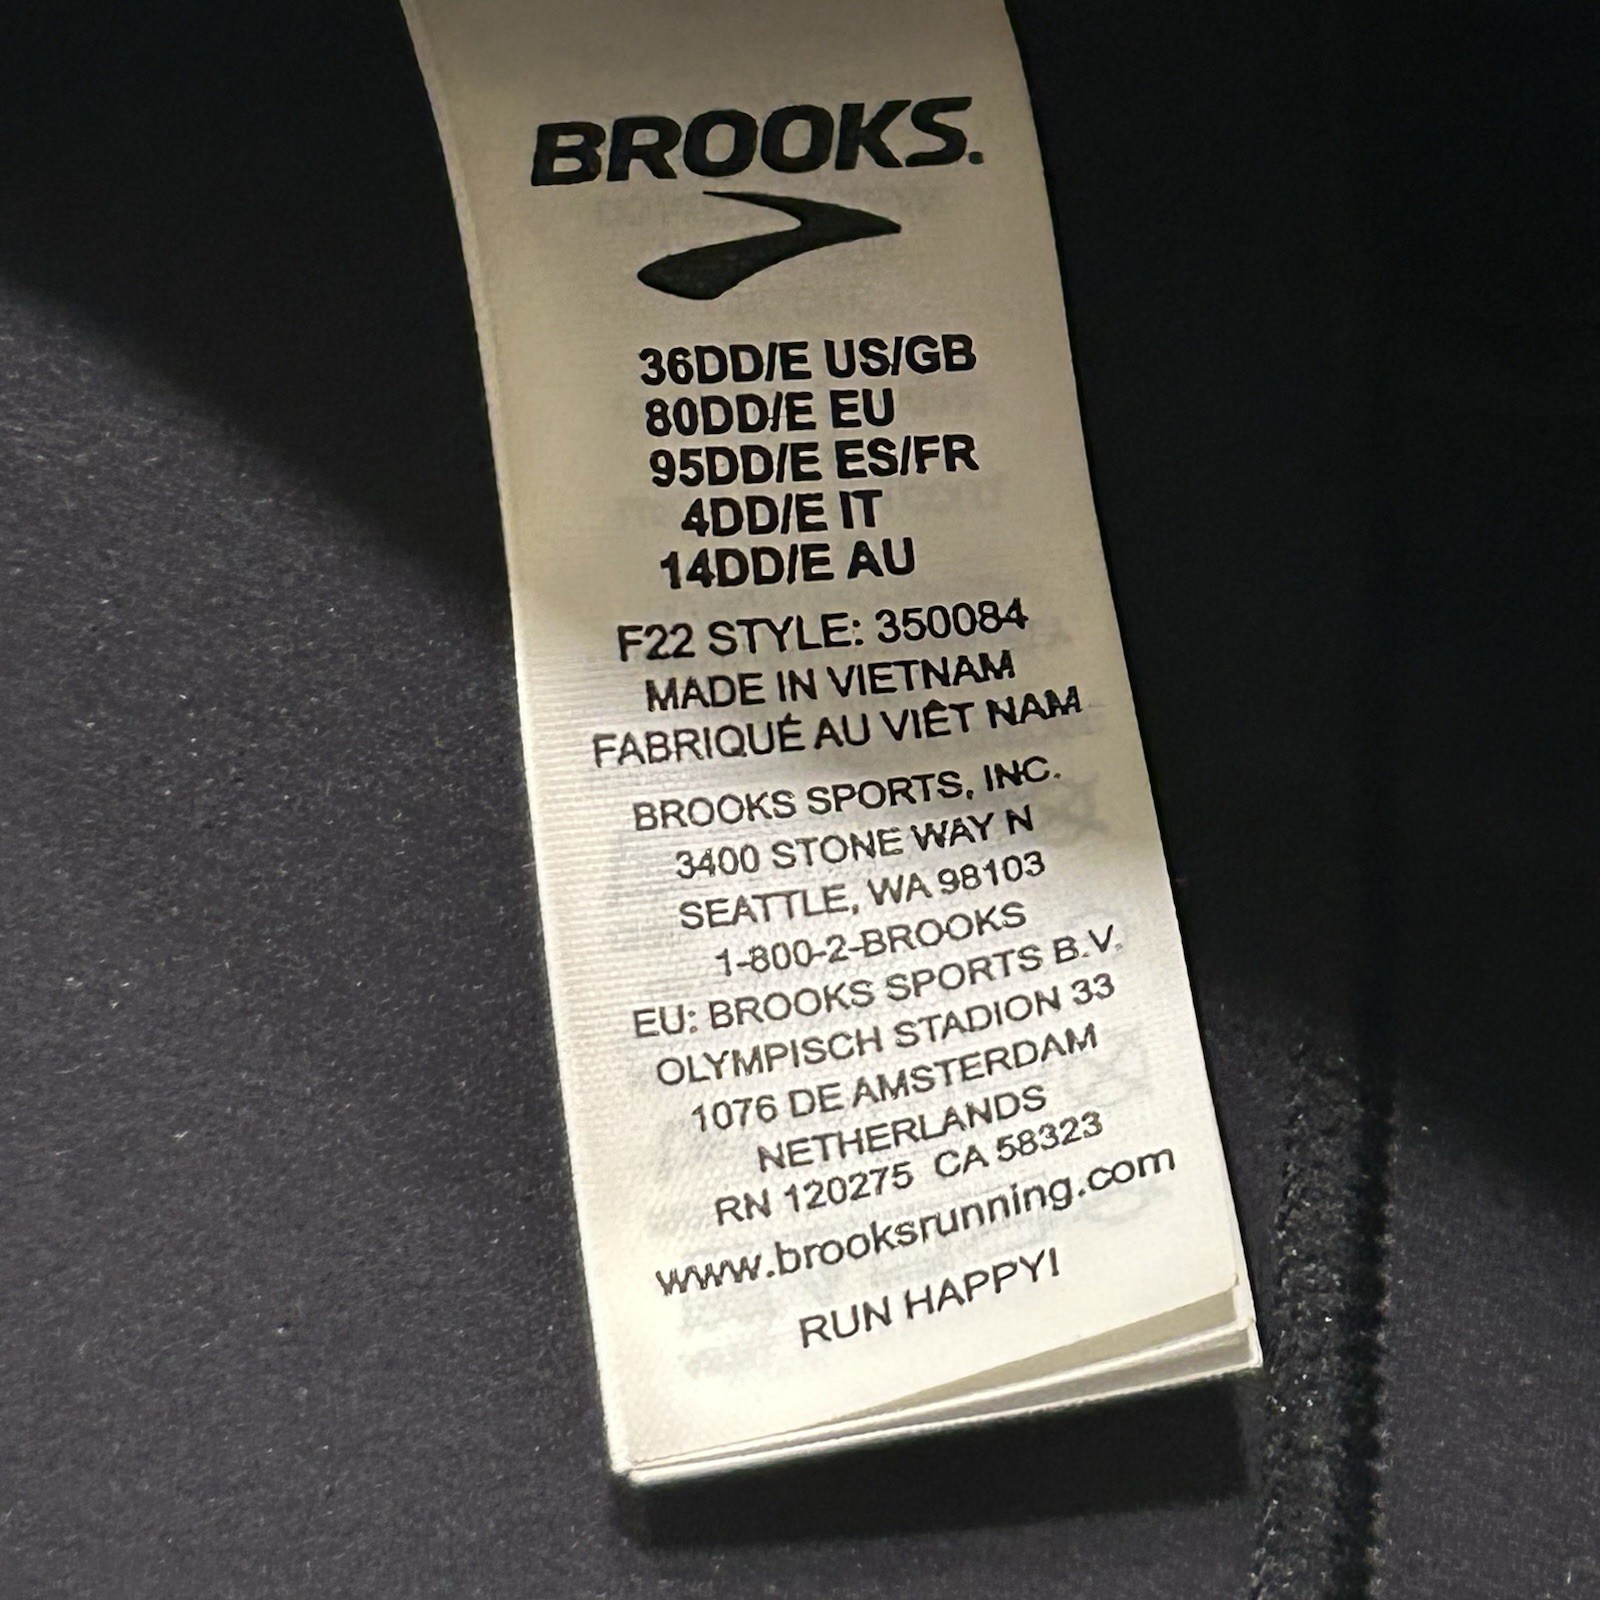 BROOKS.
36DD/E US/GB
80DD/E EU
95DD/E ES/FR
4DD/E IT
14DD/E AU
F22 STYLE: 350084
MADE IN VIETNAM
FABRIQUÉ AU VIÊT NAM
BROOKS SPORTS, INC.
3400 STONE WAY N
SEATTLE, WA 98103
1-800-2-BROOKS
EU: BROOKS SPORTS B.V.
OLYMPISCH STADION 33
1076 DE AMSTERDAM
NETHERLANDS
RN 120275 CA 58323
www.brooksrunning.com
RUN HAPPY!